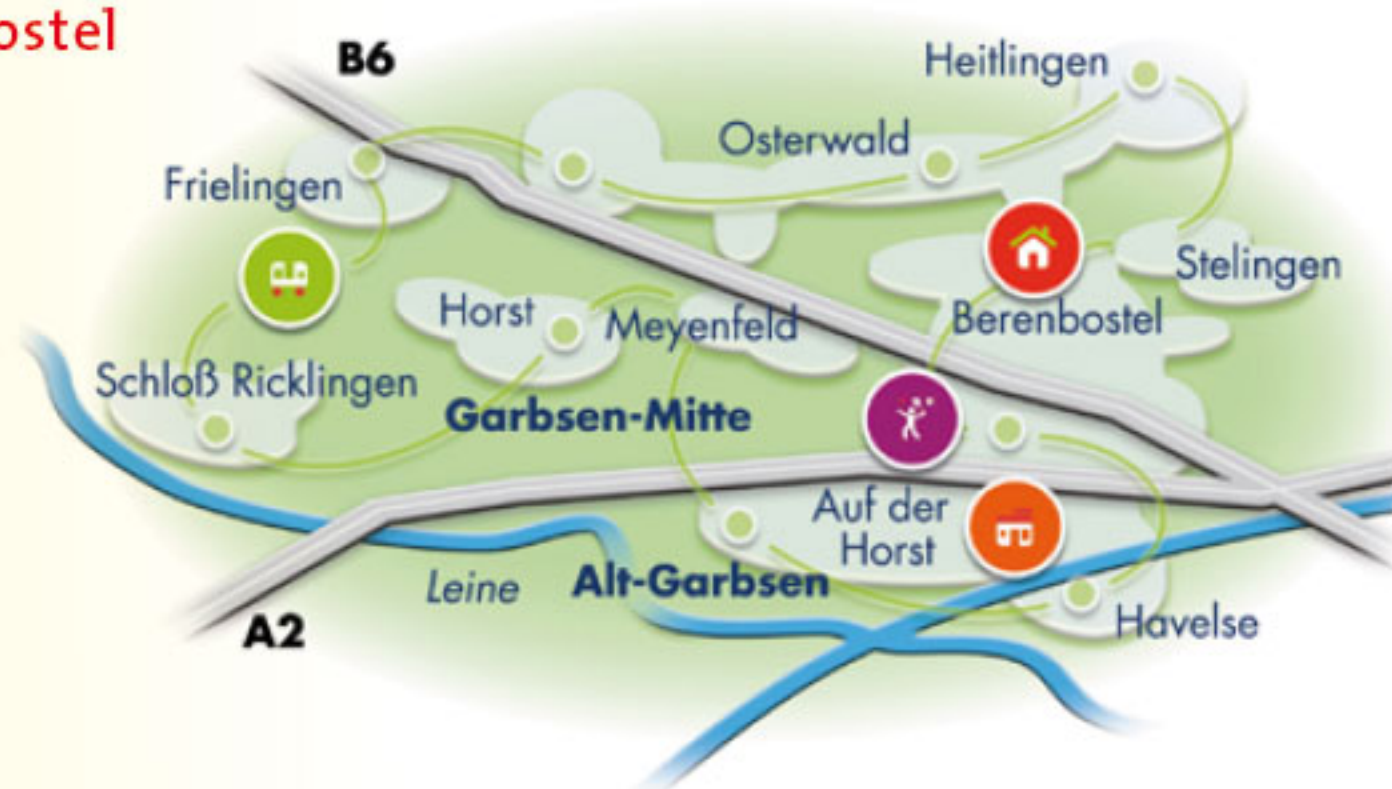 ostel
B6
Heitlingen
Osterwald
Frielingen
Stelingen
Horst
Meyenfeld
Berenbostel
Schloß Ricklingen
Garbsen-Mitte
Auf der
Horst
Leine
Alt-Garbsen
A2
Havelse